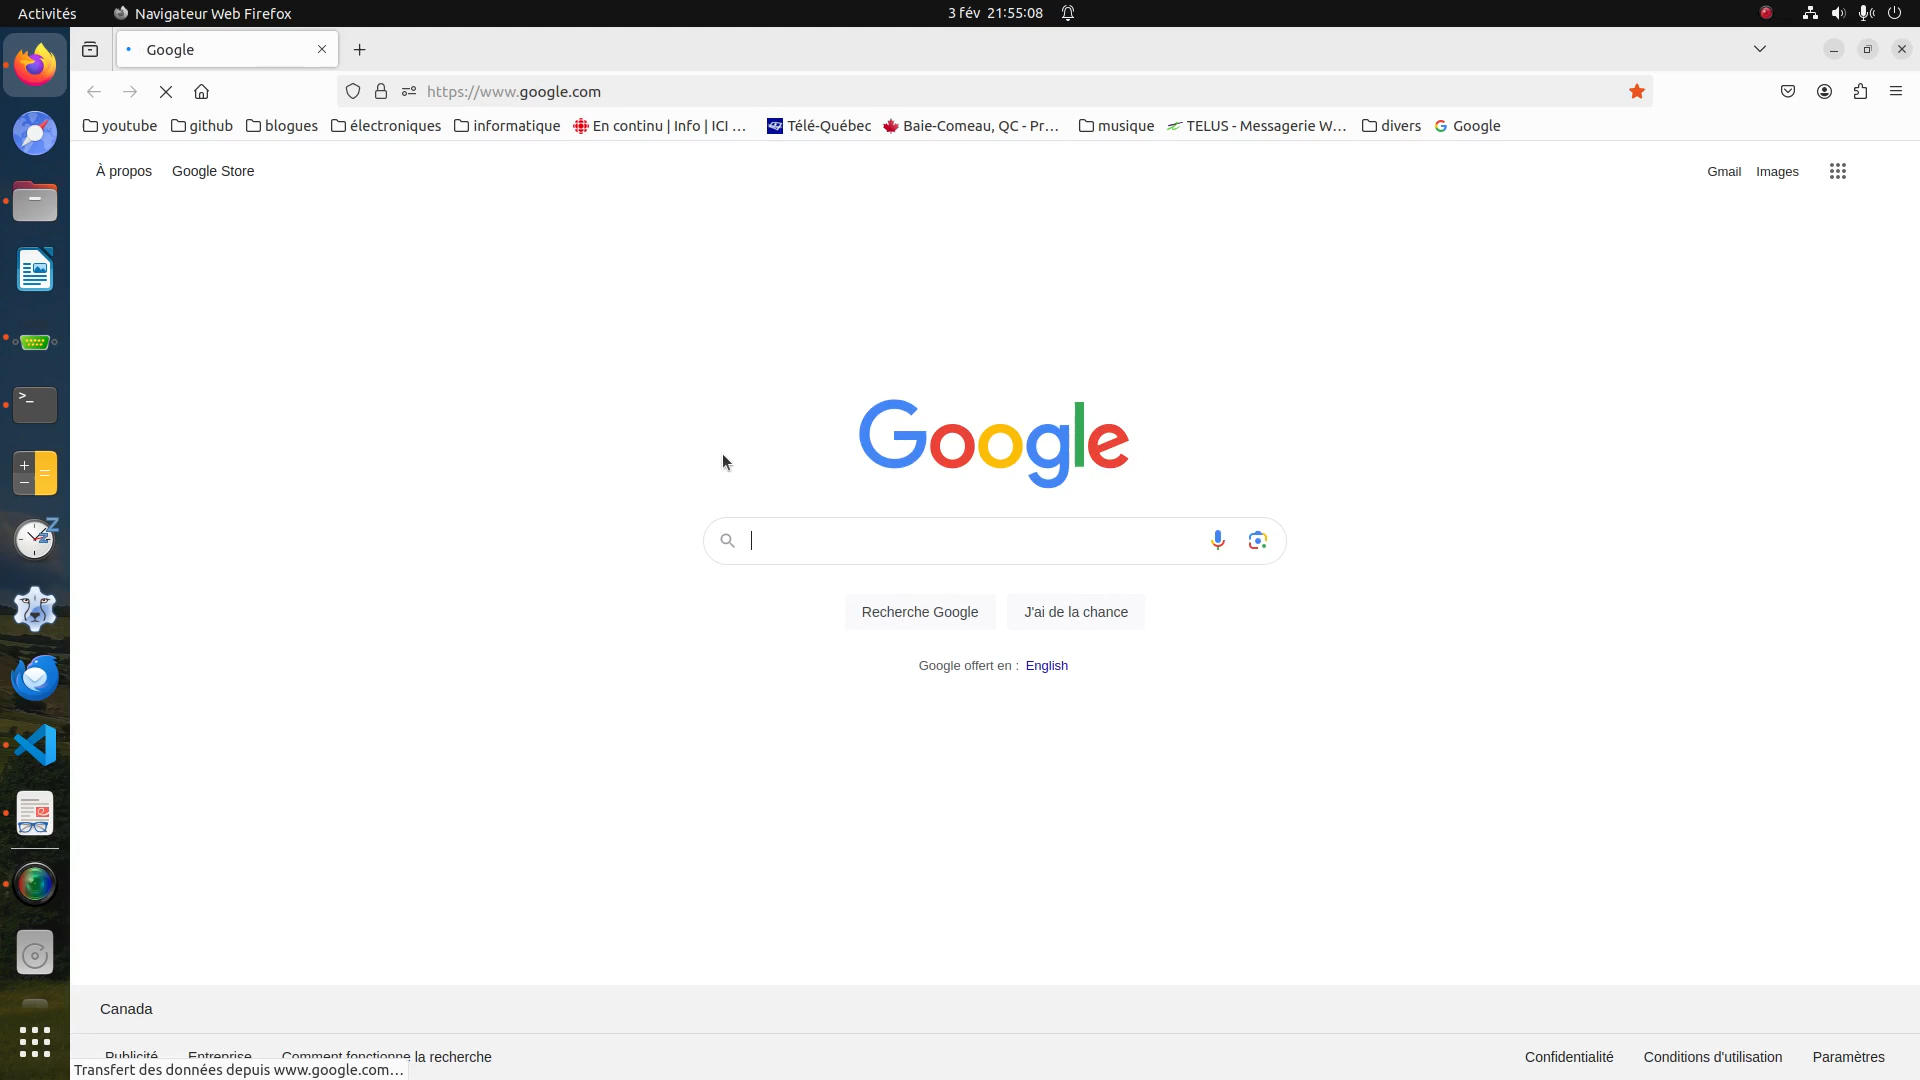 Activités
Navigateur Web Firefox
3 fév 21:55:08
Google
https://www.google.com
youtube
github
blogues
électroniques
informatique
En continu | Info | ICI ...
Télé-Québec
Baie-Comeau, QC - Pr...
musique
TELUS - Messagerie W...
divers
Google
À propos
Google Store
Gmail
Images
Google
Recherche Google
J'ai de la chance
Google offert en : English
Canada
Publicité
Entreprise
Comment fonctionne la recherche
Confidentialité
Conditions d'utilisation
Paramètres
Transfert des données depuis www.google.com...